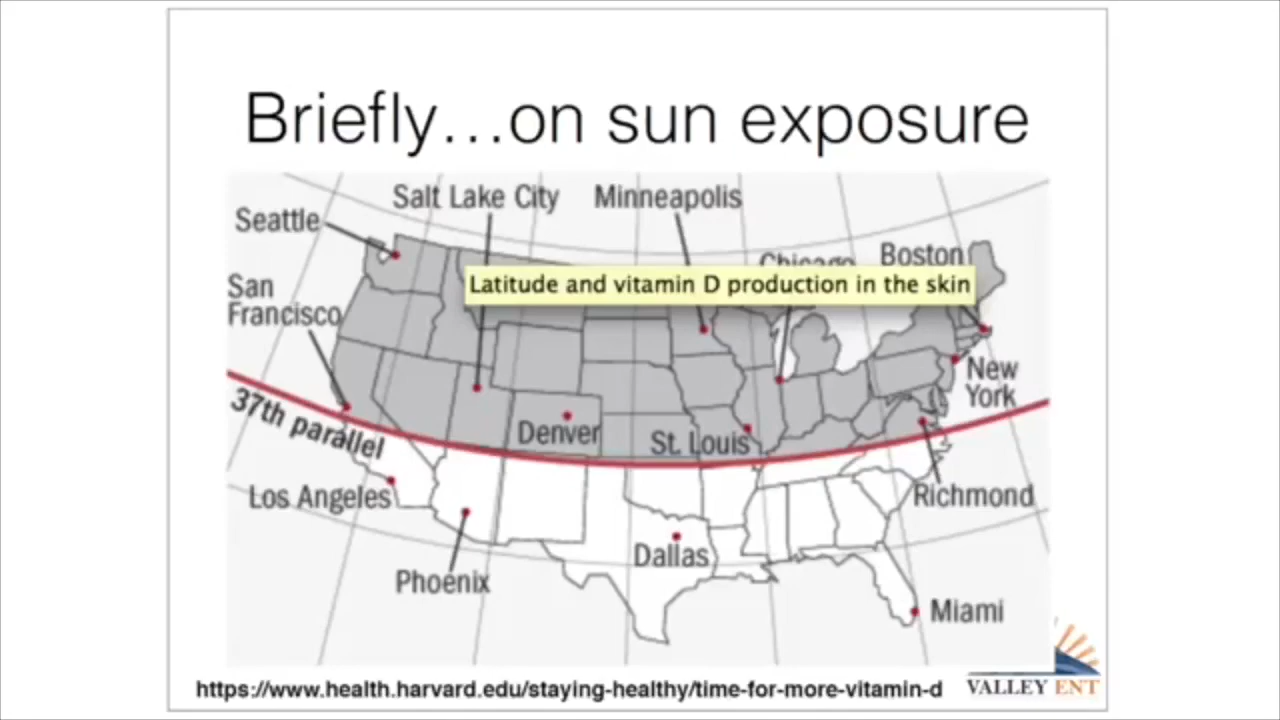 Briefly…on sun exposure
Salt Lake City
Minneapolis
Seattle
Chicago
Boston
Latitude and vitamin D production in the skin
San
Francisco
New
York
37th parallel
Denver
St. Louis
Los Angeles
Richmond
Dallas
Phoenix
Miami
https://www.health.harvard.edu/staying-healthy/time-for-more-vitamin-d
VALLEY ENT